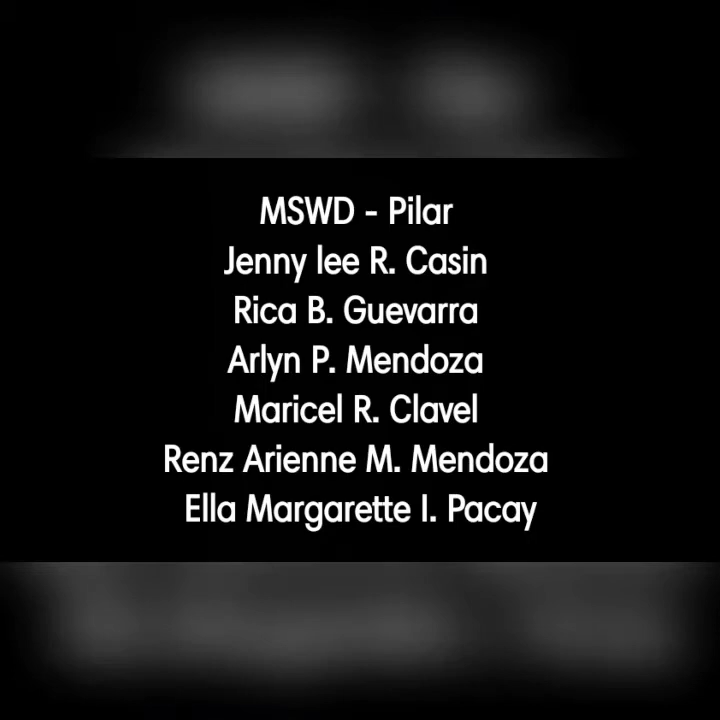 MSWD - Pilar
Jenny lee R. Casin
Rica B. Guevarra
Arlyn P. Mendoza
Maricel R. Clavel
Renz Arienne M. Mendoza
Ella Margarette I. Pacay